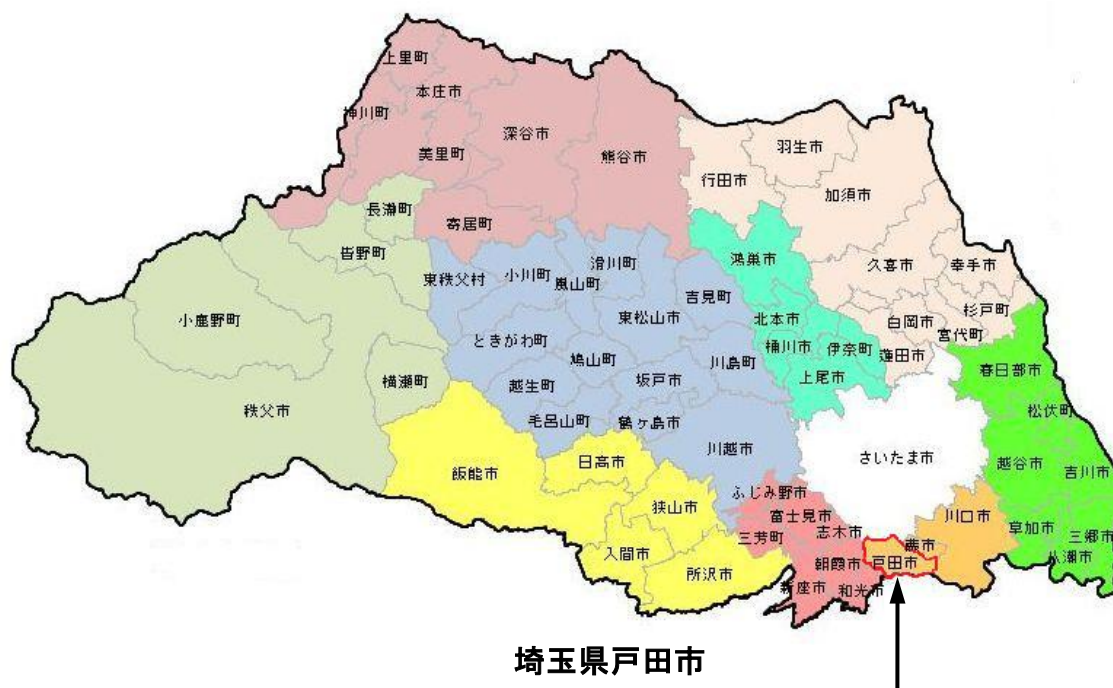 上里町
本庄市
神川町
美里町
深谷市
熊谷市
寄居町
羽生市
行田市
加須市
長瀞町
皆野町
小鹿野町
横瀬町
秩父市
東秩父村
小川町
滑川町
嵐山町
吉見町
東松山市
ときがわ町
鳩山町
川島町
越生町
坂戸市
毛呂山町
鶴ヶ島市
川越市
鴻巣市
北本市
桶川市
伊奈町
上尾市
久喜市
幸手市
杉戸町
白岡市
宮代町
蓮田市
春日部市
松伏町
越谷市
吉川市
草加市
三郷市
八潮市
さいたま市
飯能市
日高市
狭山市
入間市
所沢市
ふじみ野市
富士見市
三芳町
志木市
朝霞市
新座市
和光市
川口市
蕨市
戸田市
埼玉県戸田市